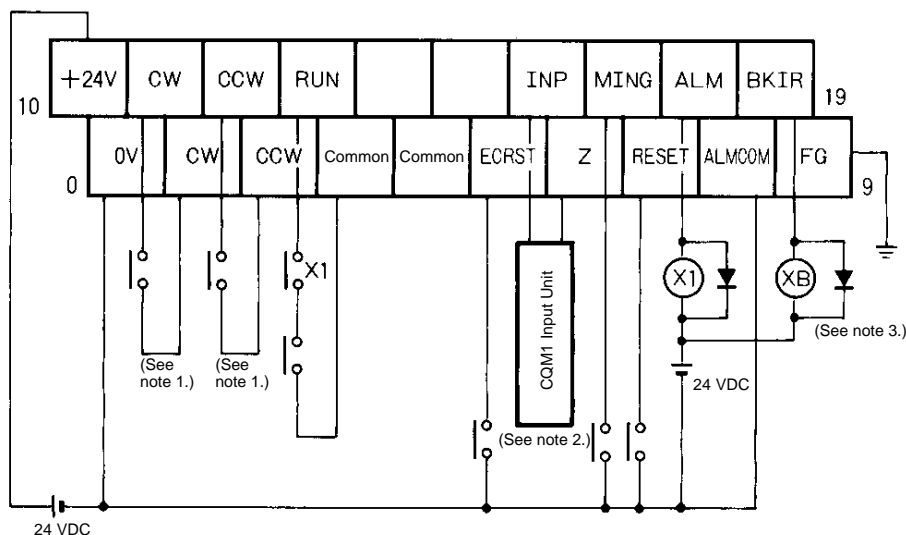 +24V CW CCW RUN INP MING ALM BKIR
10 19
0V CW CCW Common Common ECRST Z RESET ALMCOM FG
0 9
X1
X1 XB
CQM1 Input Unit
(See note 1.)
(See note 1.)
(See note 3.)
24 VDC
(See note 2.)
24 VDC